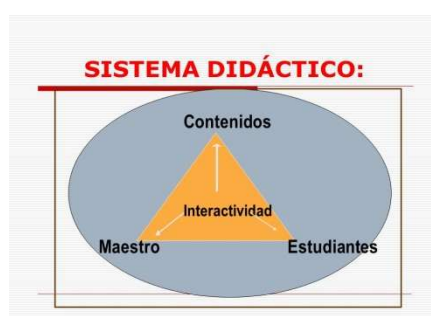 SISTEMA DIDÁCTICO:
Contenidos
Interactividad
Maestro
Estudiantes